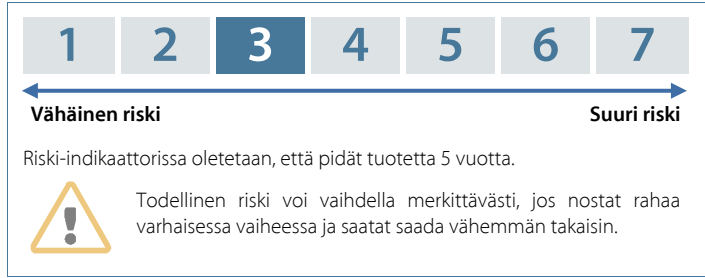 1 2 3 4 5 6 7
Vähäinen riski Suuri riski
Riski-indikaattorissa oletetaan, että pidät tuotetta 5 vuotta.
Todellinen riski voi vaihdella merkittävästi, jos nostat rahaa
varhaisessa vaiheessa ja saatat saada vähemmän takaisin.